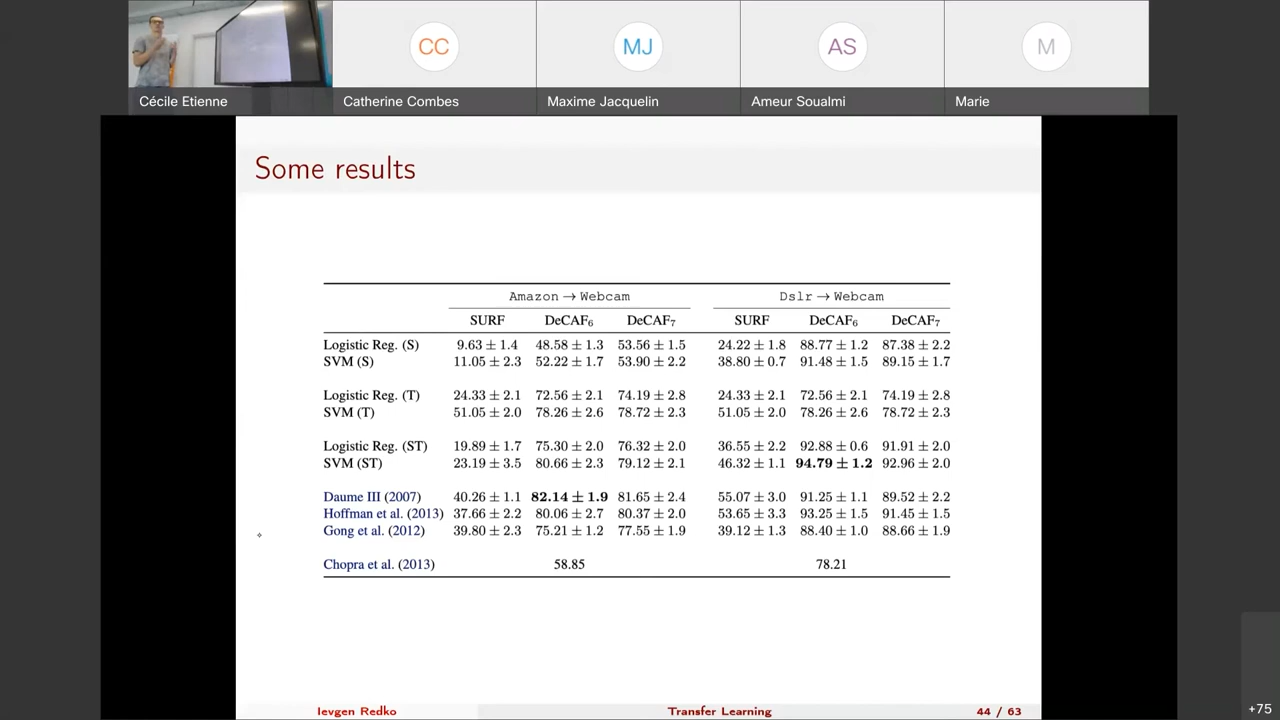 CC
MJ
AS
M
Cécile Etienne
Catherine Combes
Maxime Jacquelin
Ameur Soualmi
Marie
Some results
Amazon → Webcam Dslr → Webcam
SURF DeCAF6 DeCAF7 SURF DeCAF6 DeCAF7
Logistic Reg. (S) 9.63 ± 1.4 48.58 ± 1.3 53.56 ± 1.5 24.22 ± 1.8 88.77 ± 1.2 87.38 ± 2.2
SVM (S) 11.05 ± 2.3 52.22 ± 1.7 53.90 ± 2.2 38.80 ± 0.7 91.48 ± 1.5 89.15 ± 1.7
Logistic Reg. (T) 24.33 ± 2.1 72.56 ± 2.1 74.19 ± 2.8 24.33 ± 2.1 72.56 ± 2.1 74.19 ± 2.8
SVM (T) 51.05 ± 2.0 78.26 ± 2.6 78.72 ± 2.3 51.05 ± 2.0 78.26 ± 2.6 78.72 ± 2.3
Logistic Reg. (ST) 19.89 ± 1.7 75.30 ± 2.0 76.32 ± 2.0 36.55 ± 2.2 92.88 ± 0.6 91.91 ± 2.0
SVM (ST) 23.19 ± 3.5 80.66 ± 2.3 79.12 ± 2.1 46.32 ± 1.1 94.79 ± 1.2 92.96 ± 2.0
Daume III (2007) 40.26 ± 1.1 82.14 ± 1.9 81.65 ± 2.4 55.07 ± 3.0 91.25 ± 1.1 89.52 ± 2.2
Hoffman et al. (2013) 37.66 ± 2.2 80.06 ± 2.7 80.37 ± 2.0 53.65 ± 3.3 93.25 ± 1.5 91.45 ± 1.5
Gong et al. (2012) 39.80 ± 2.3 75.21 ± 1.2 77.55 ± 1.9 39.12 ± 1.3 88.40 ± 1.0 88.66 ± 1.9
Chopra et al. (2013) 58.85 78.21
Ievgen Redko Transfer Learning 44 / 63
+75